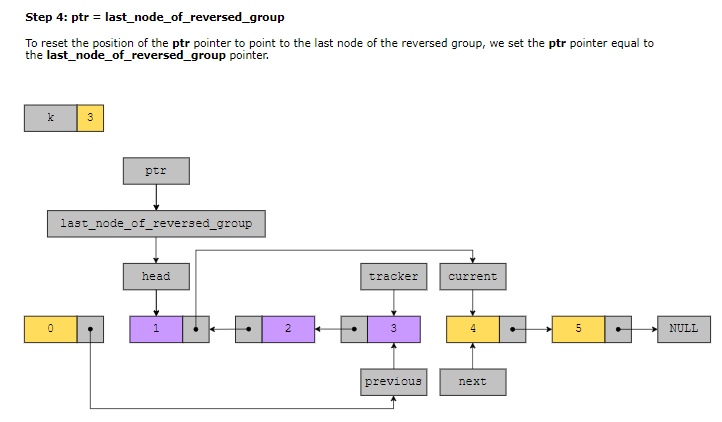 Step 4: ptr = last_node_of_reversed_group
To reset the position of the ptr pointer to point to the last node of the reversed group, we set the ptr pointer equal to
the last_node_of_reversed_group pointer.
k 3
ptr
last_node_of_reversed_group
head tracker current
0 1 2 3 4 5 NULL
previous next